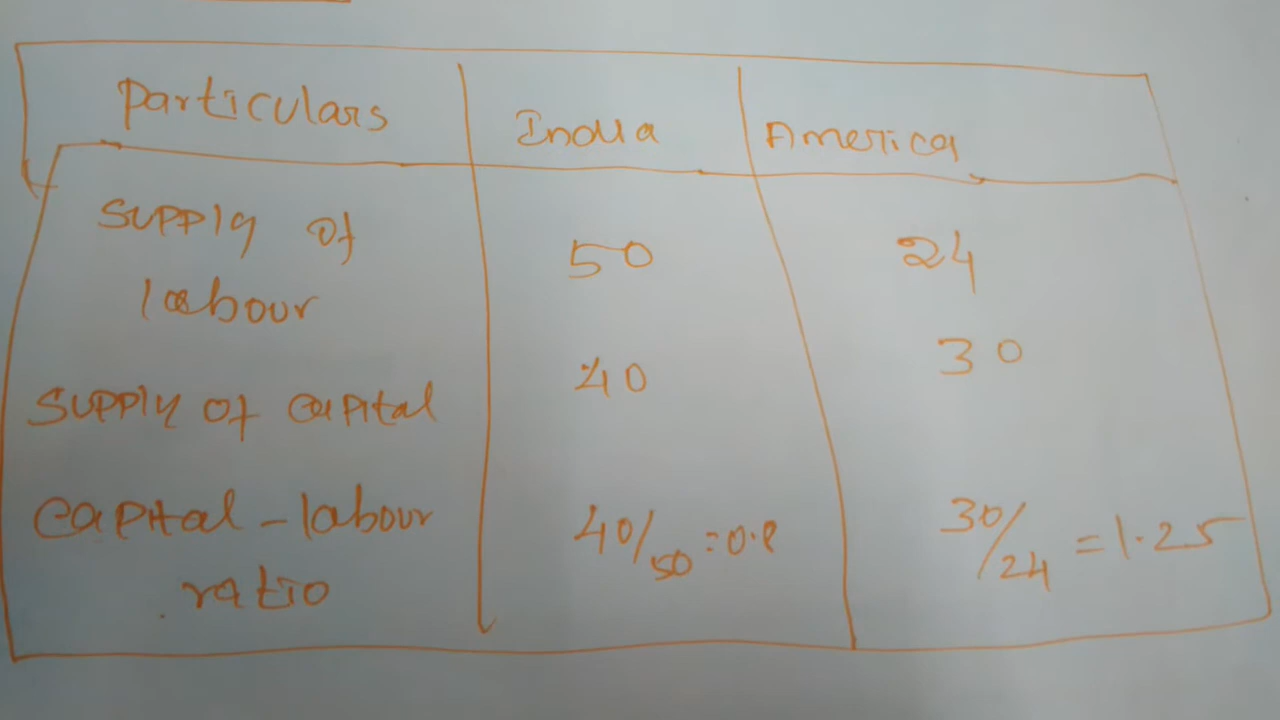 Particulars India America
Supply of 50 24
labour
Supply of capital 40 30
Capital-labour 40/50 = 0.8 30/24 = 1.25
ratio